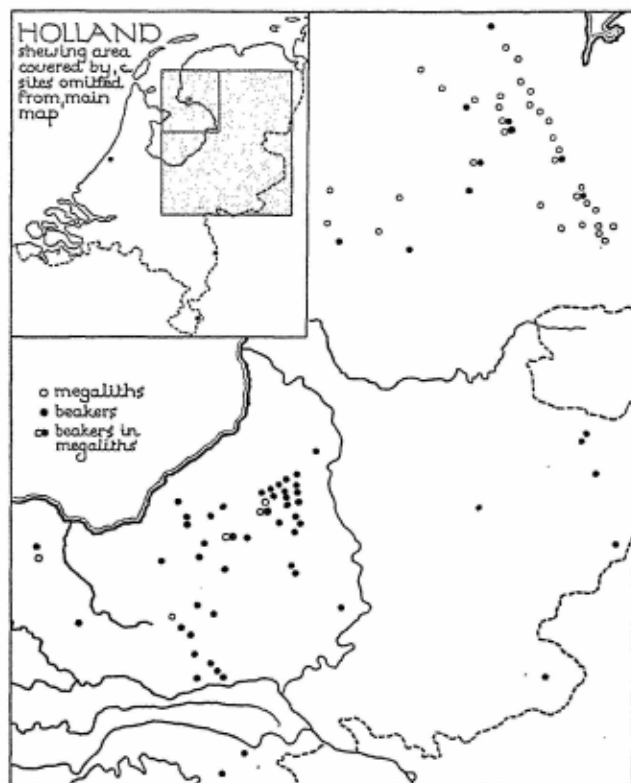 HOLLAND
shewing area
covered by, c.
sites omitted
from, main
map
megaliths
beakers
beakers in
megaliths